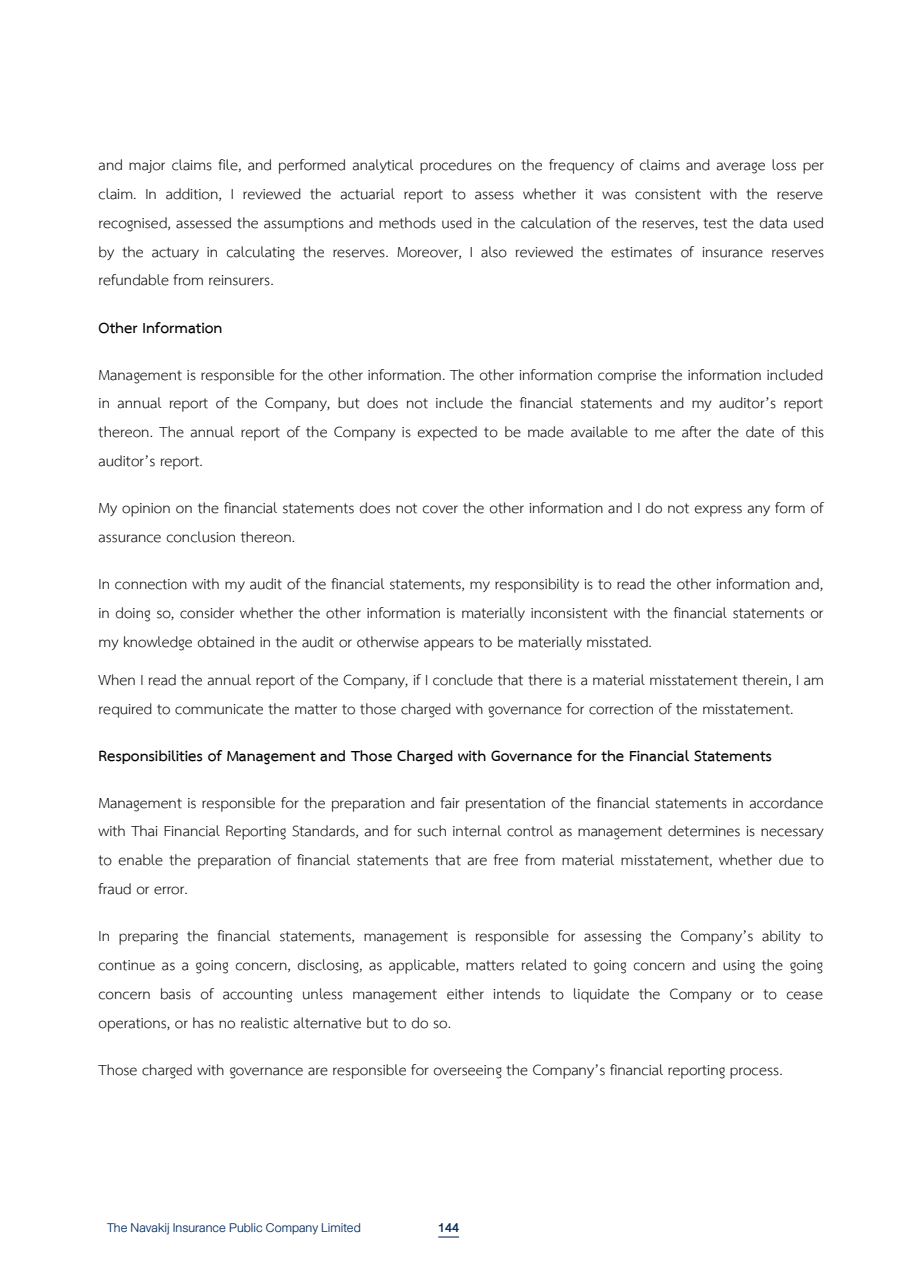 and major claims file, and performed analytical procedures on the frequency of claims and average loss per
claim. In addition, I reviewed the actuarial report to assess whether it was consistent with the reserve
recognised, assessed the assumptions and methods used in the calculation of the reserves, test the data used
by the actuary in calculating the reserves. Moreover, I also reviewed the estimates of insurance reserves
refundable from reinsurers.
Other Information
Management is responsible for the other information. The other information comprise the information included
in annual report of the Company, but does not include the financial statements and my auditor’s report
thereon. The annual report of the Company is expected to be made available to me after the date of this
auditor’s report.
My opinion on the financial statements does not cover the other information and I do not express any form of
assurance conclusion thereon.
In connection with my audit of the financial statements, my responsibility is to read the other information and,
in doing so, consider whether the other information is materially inconsistent with the financial statements or
my knowledge obtained in the audit or otherwise appears to be materially misstated.
When I read the annual report of the Company, if I conclude that there is a material misstatement therein, I am
required to communicate the matter to those charged with governance for correction of the misstatement.
Responsibilities of Management and Those Charged with Governance for the Financial Statements
Management is responsible for the preparation and fair presentation of the financial statements in accordance
with Thai Financial Reporting Standards, and for such internal control as management determines is necessary
to enable the preparation of financial statements that are free from material misstatement, whether due to
fraud or error.
In preparing the financial statements, management is responsible for assessing the Company’s ability to
continue as a going concern, disclosing, as applicable, matters related to going concern and using the going
concern basis of accounting unless management either intends to liquidate the Company or to cease
operations, or has no realistic alternative but to do so.
Those charged with governance are responsible for overseeing the Company’s financial reporting process.
The Navakij Insurance Public Company Limited 144